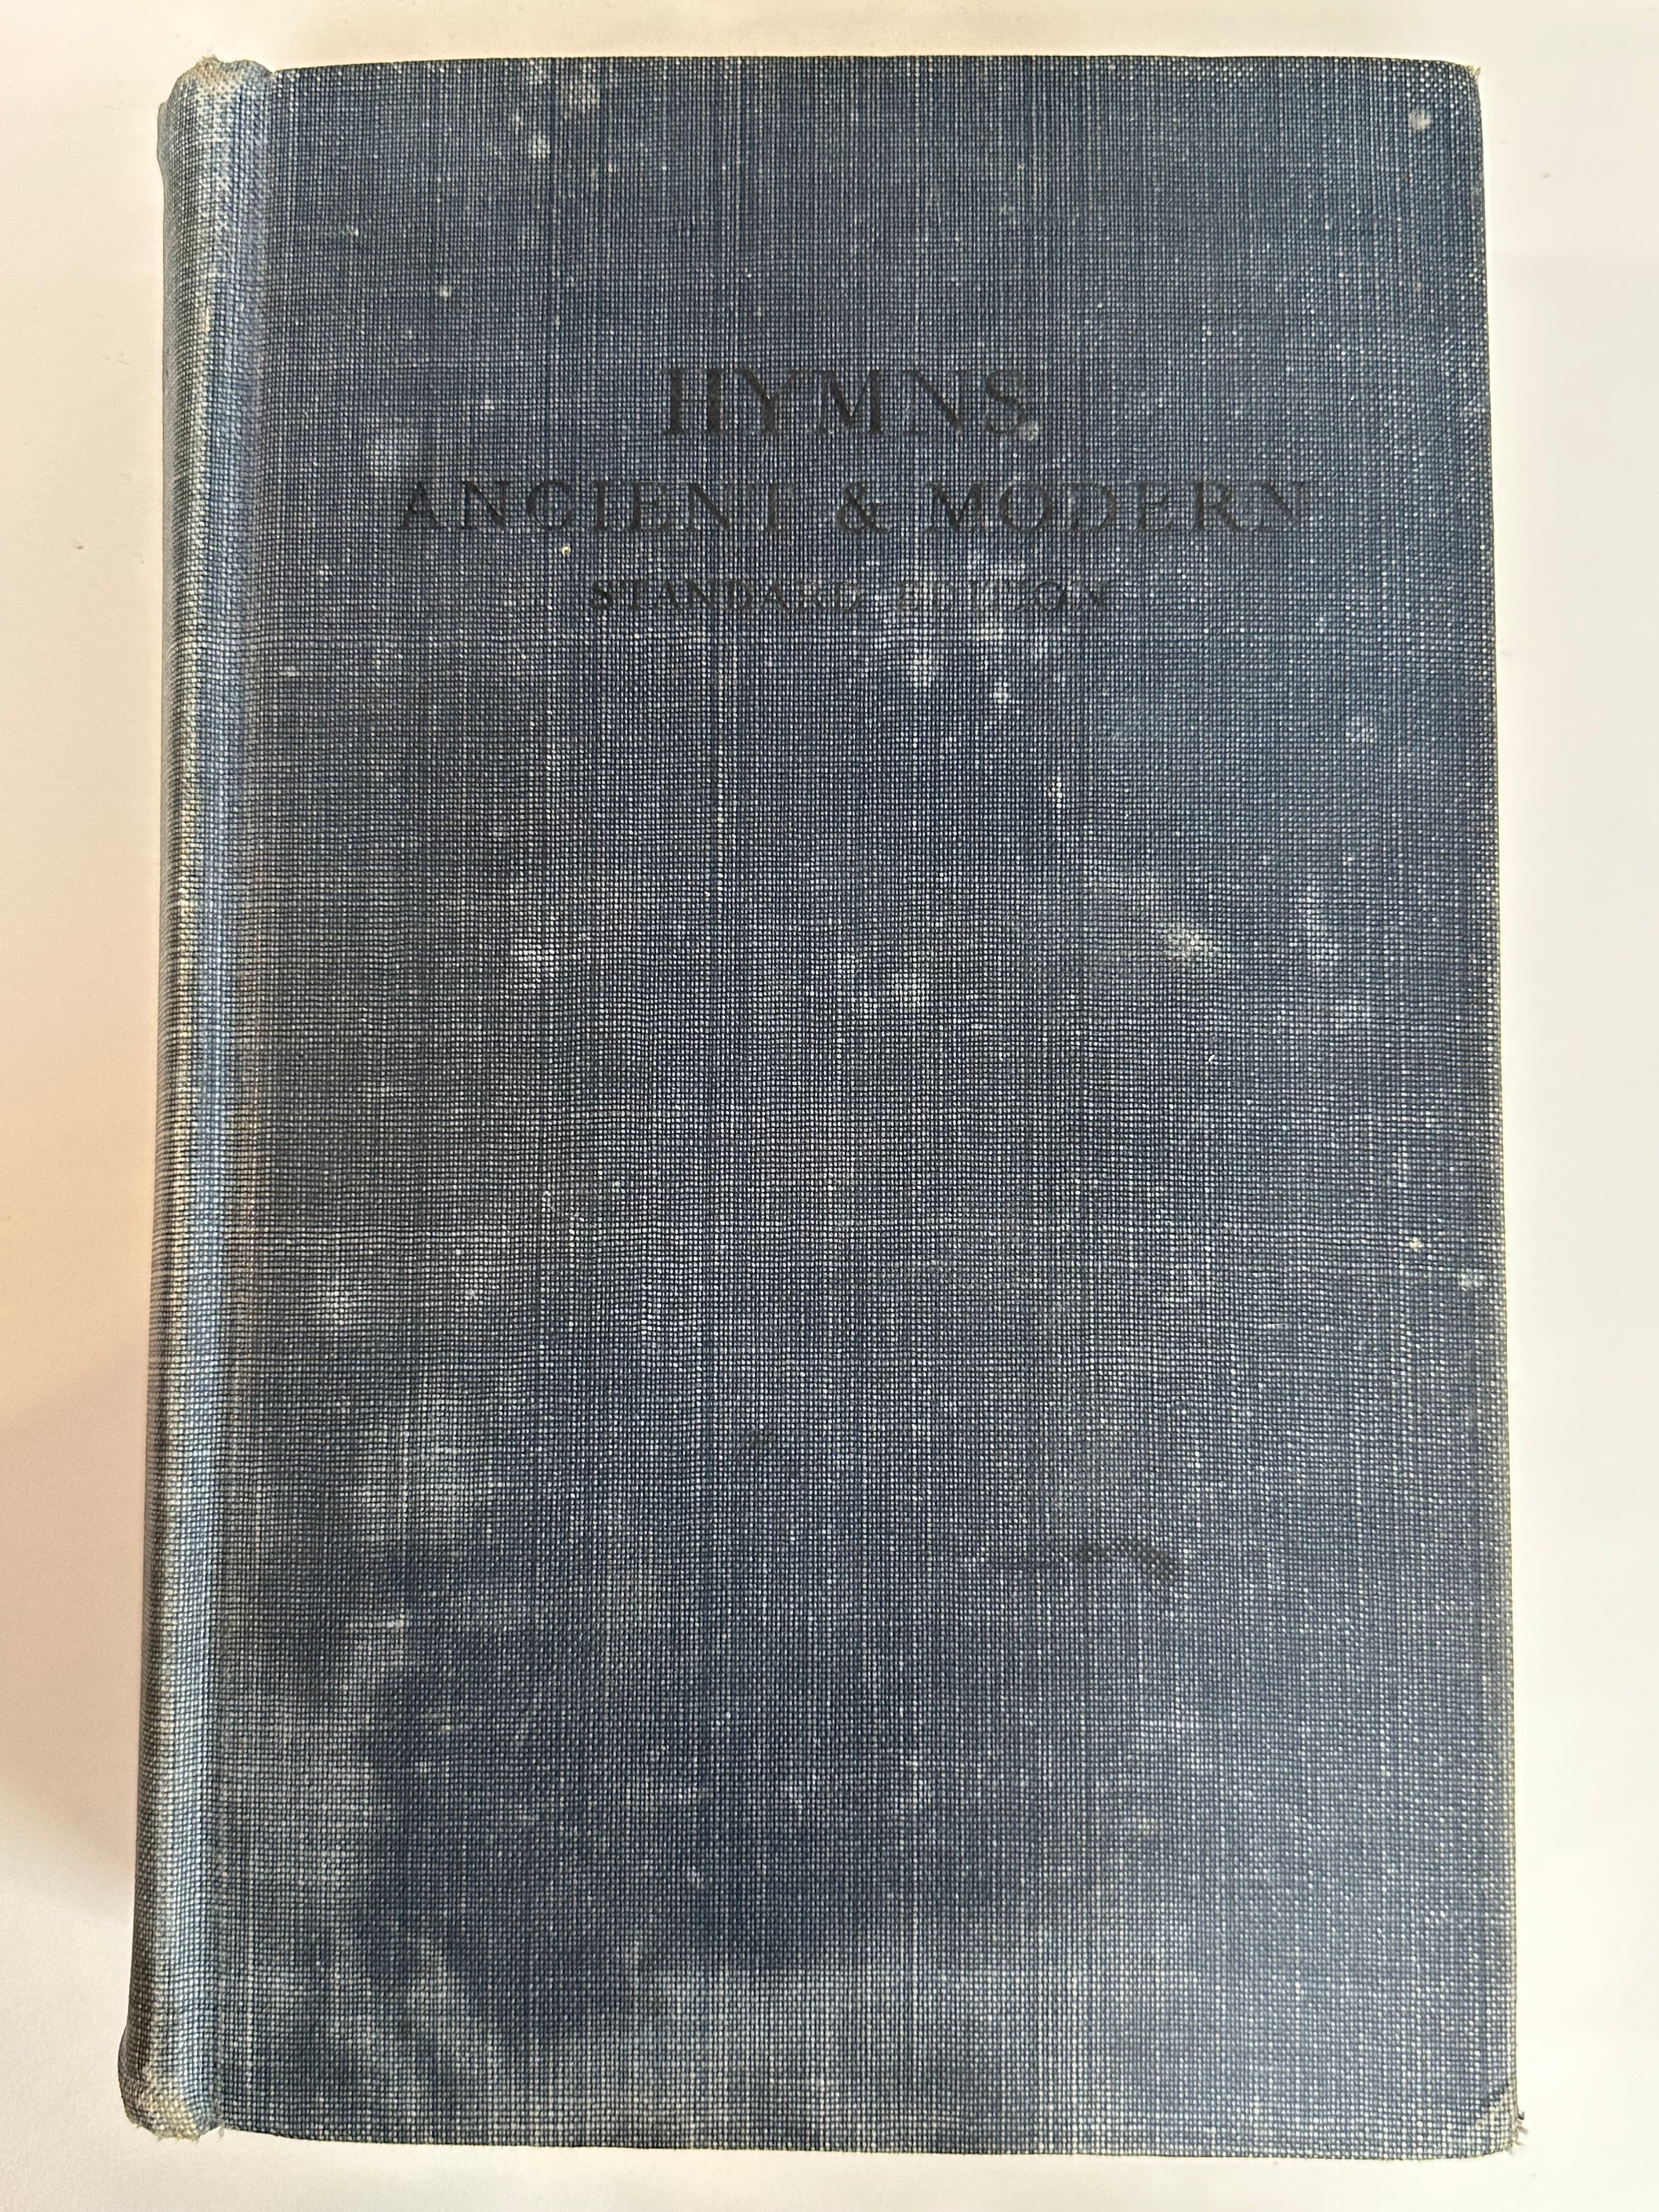 HYMNS
ANCIENT & MODERN
STANDARD EDITION